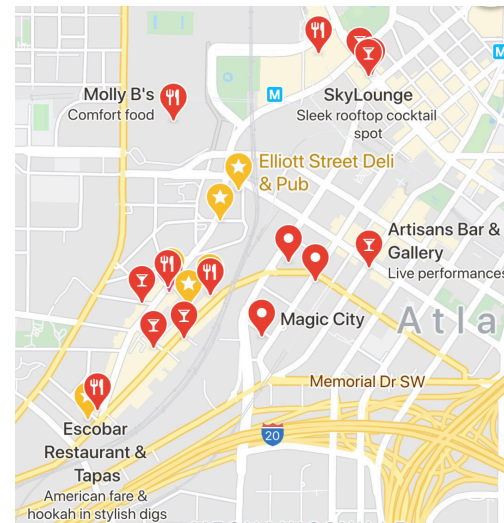 M
M
Molly B's
Comfort food
SkyLounge
Sleek rooftop cocktail
spot
Elliott Street Deli
& Pub
Artisans Bar &
Gallery
Live performances
Magic City
Atla
Memorial Dr SW
20
Escobar
Restaurant &
Tapas
American fare &
hookah in stylish digs